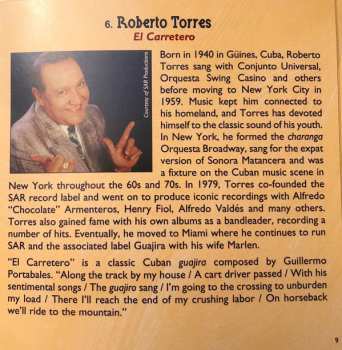 6. Roberto Torres
El Carretero
Courtesy of SAR Productions
Born in 1940 in Güines, Cuba, Roberto
Torres sang with Conjunto Universal,
Orquesta Swing Casino and others
before moving to New York City in
1959. Music kept him connected to
his homeland, and Torres has devoted
himself to the classic sound of his youth.
In New York, he formed the charanga
Orquesta Broadway, sang for the expat
version of Sonora Matancera and was
a fixture on the Cuban music scene in
New York throughout the 60s and 70s. In 1979, Torres co-founded the
SAR record label and went on to produce iconic recordings with Alfredo
"Chocolate" Armenteros, Henry Fiol, Alfredo Valdés and many others.
Torres also gained fame with his own albums as a bandleader, recording a
number of hits. Eventually, he moved to Miami where he continues to run
SAR and the associated label Guajira with his wife Marlen.
"El Carretero" is a classic Cuban guajira composed by Guillermo
Portabales. "Along the track by my house / A cart driver passed / With his
sentimental songs / The guajiro sang / I'm going to the crossing to unburden
my load / There I'll reach the end of my crushing labor / On horseback
we'll ride to the mountain."
9